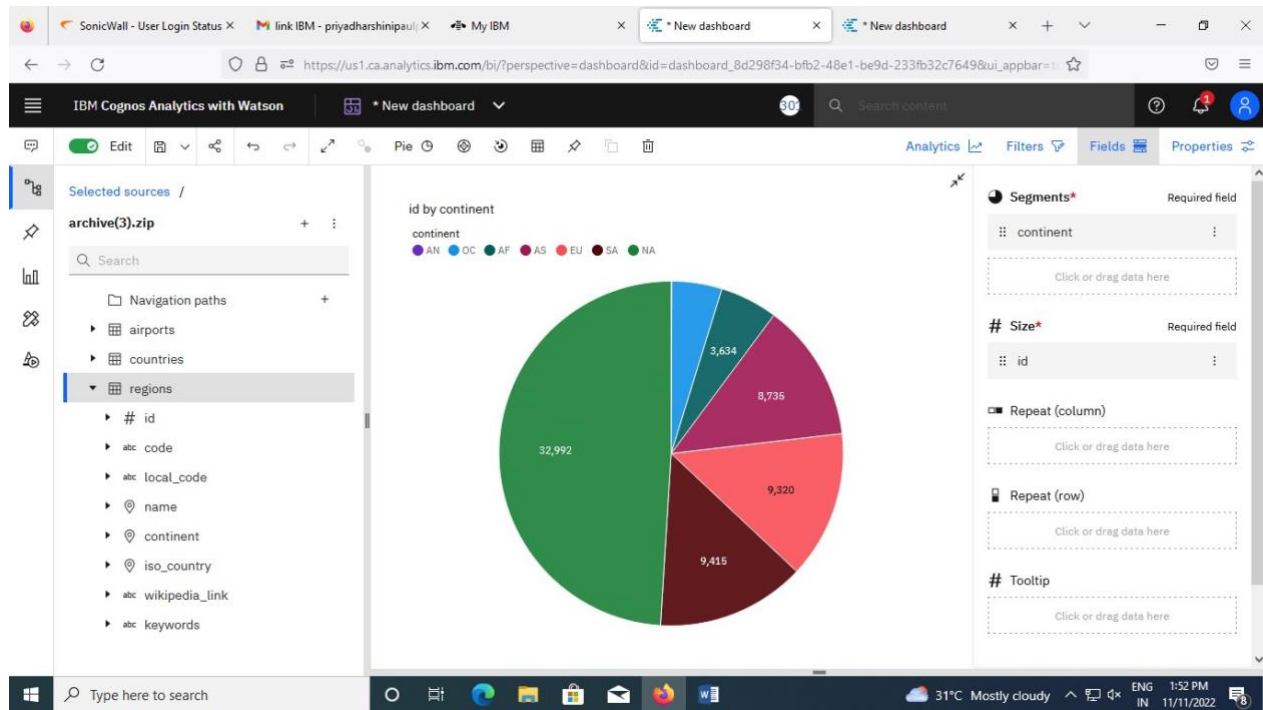 SonicWall - User Login Status
link IBM - priyadharshinipaul
My IBM
* New dashboard
* New dashboard
https://us1.ca.analytics.ibm.com/bi/?perspective=dashboard&id=dashboard_8d298f34-bfb2-48e1-be9d-233fb32c7649&ui_appbar=
IBM Cognos Analytics with Watson
* New dashboard
Search content
1
Edit
Pie
Analytics
Filters
Fields
Properties
Selected sources /
archive(3).zip
Search
Navigation paths
airports
countries
regions
# id
abc code
abc local_code
name
continent
iso_country
abc wikipedia_link
abc keywords
id by continent
continent
AN OC AF AS EU SA NA
3,634
8,735
32,992
9,320
9,415
Segments* Required field
continent
Click or drag data here
# Size* Required field
id
Repeat (column)
Click or drag data here
Repeat (row)
Click or drag data here
# Tooltip
Click or drag data here
Type here to search
31°C Mostly cloudy
ENG
IN
1:52 PM
11/11/2022
8